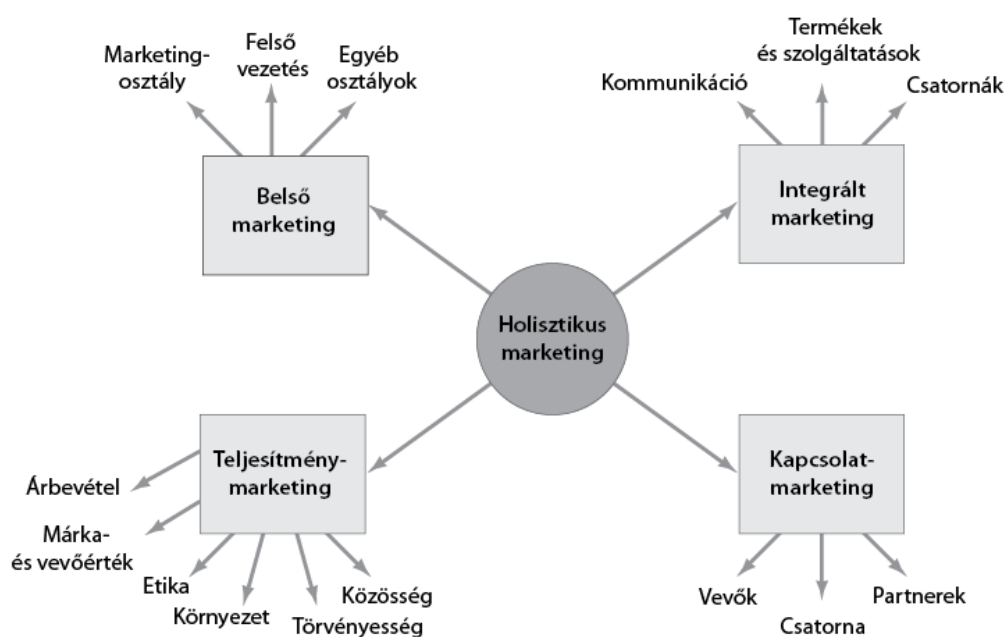 Marketing-
osztály
Felső
vezetés
Egyéb
osztályok
Belső
marketing
Kommunikáció
Termékek
és szolgáltatások
Csatornák
Integrált
marketing
Holisztikus
marketing
Teljesítmény-
marketing
Árbevétel
Márka-
és vevőérték
Etika
Környezet
Törvényesség
Közösség
Kapcsolat-
marketing
Vevők
Csatorna
Partnerek